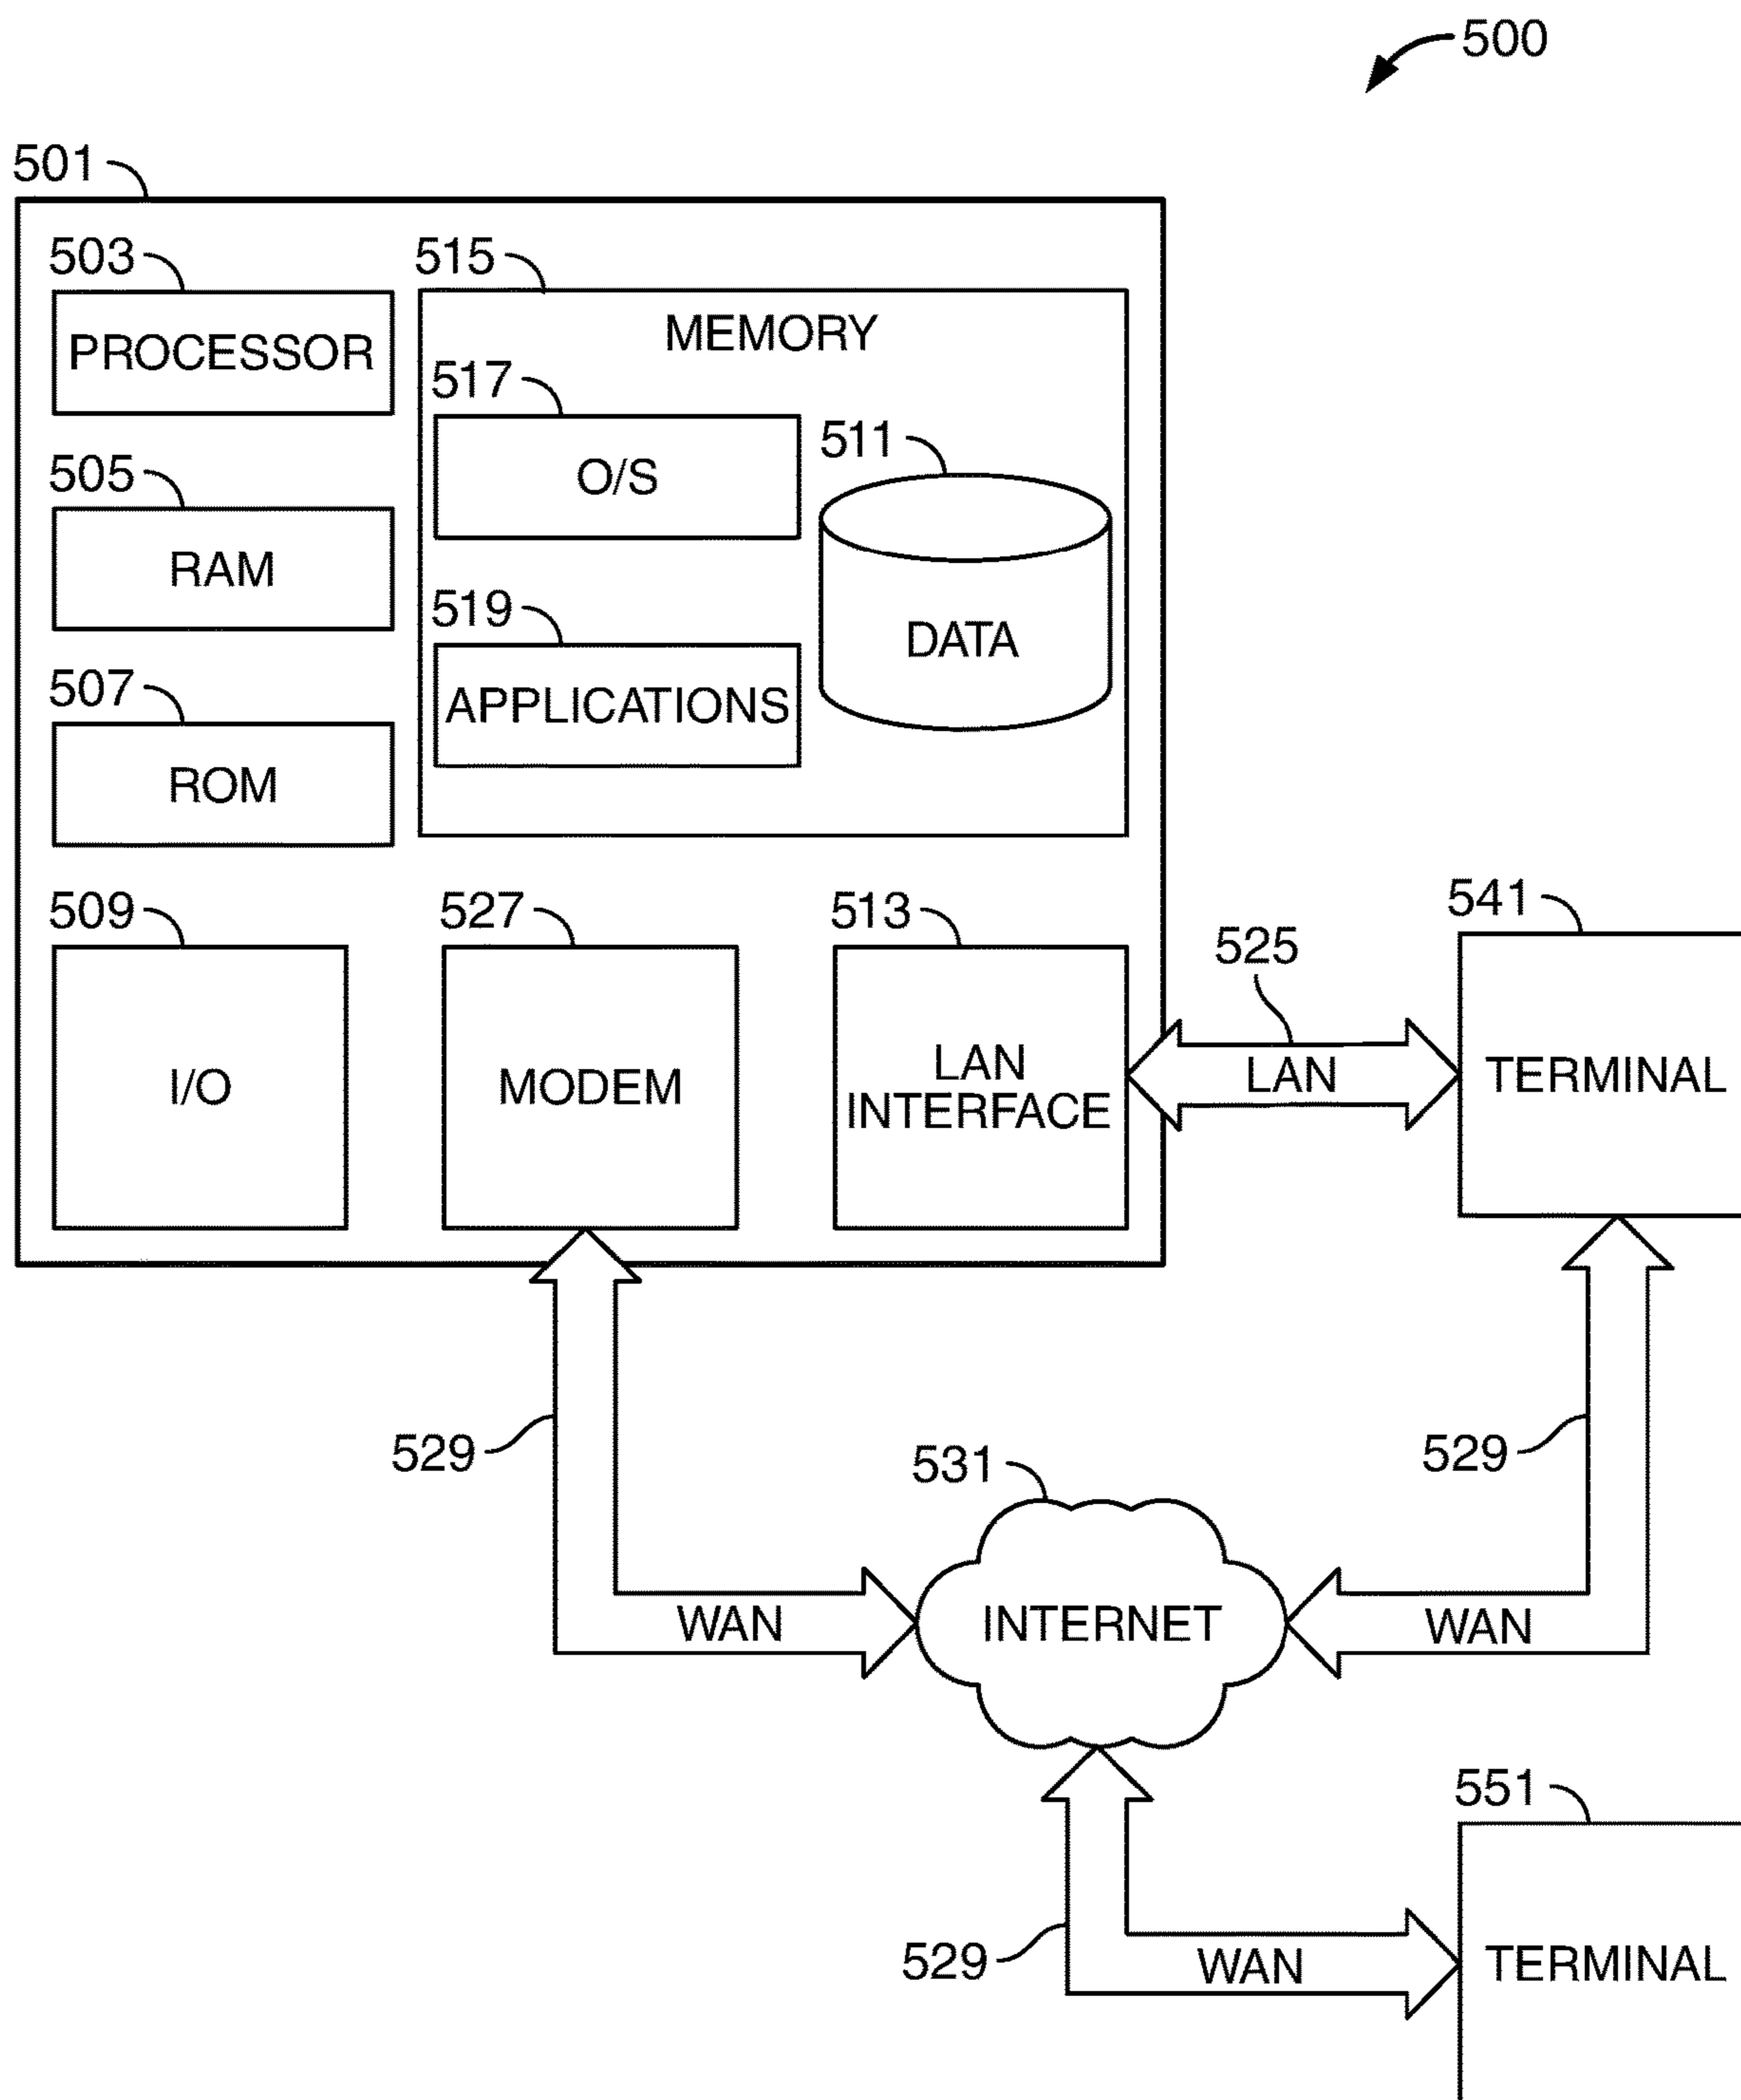 500
501
503
PROCESSOR
515
MEMORY
517
O/S
511
DATA
505
RAM
519
APPLICATIONS
507
ROM
509
I/O
527
MODEM
513
LAN
INTERFACE
525
LAN
541
TERMINAL
529
WAN
531
INTERNET
529
WAN
529
WAN
551
TERMINAL